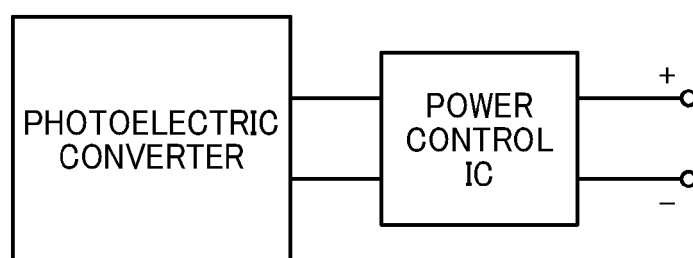 PHOTOELECTRIC
CONVERTER
POWER
CONTROL
IC
+
−